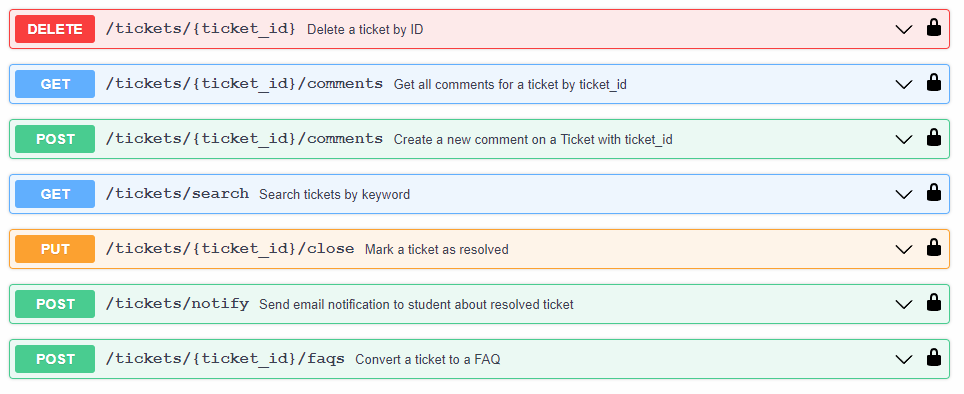 DELETE /tickets/{ticket_id} Delete a ticket by ID
GET /tickets/{ticket_id}/comments Get all comments for a ticket by ticket_id
POST /tickets/{ticket_id}/comments Create a new comment on a Ticket with ticket_id
GET /tickets/search Search tickets by keyword
PUT /tickets/{ticket_id}/close Mark a ticket as resolved
POST /tickets/notify Send email notification to student about resolved ticket
POST /tickets/{ticket_id}/faqs Convert a ticket to a FAQ